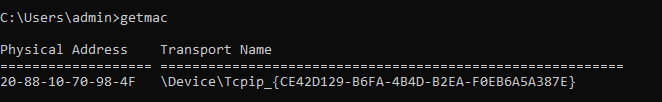 C:\Users\admin>getmac
Physical Address    Transport Name
=================== ==========================================================
20-88-10-70-98-4F   \Device\Tcpip_{CE42D129-B6FA-4B4D-B2EA-F0EB6A5A387E}